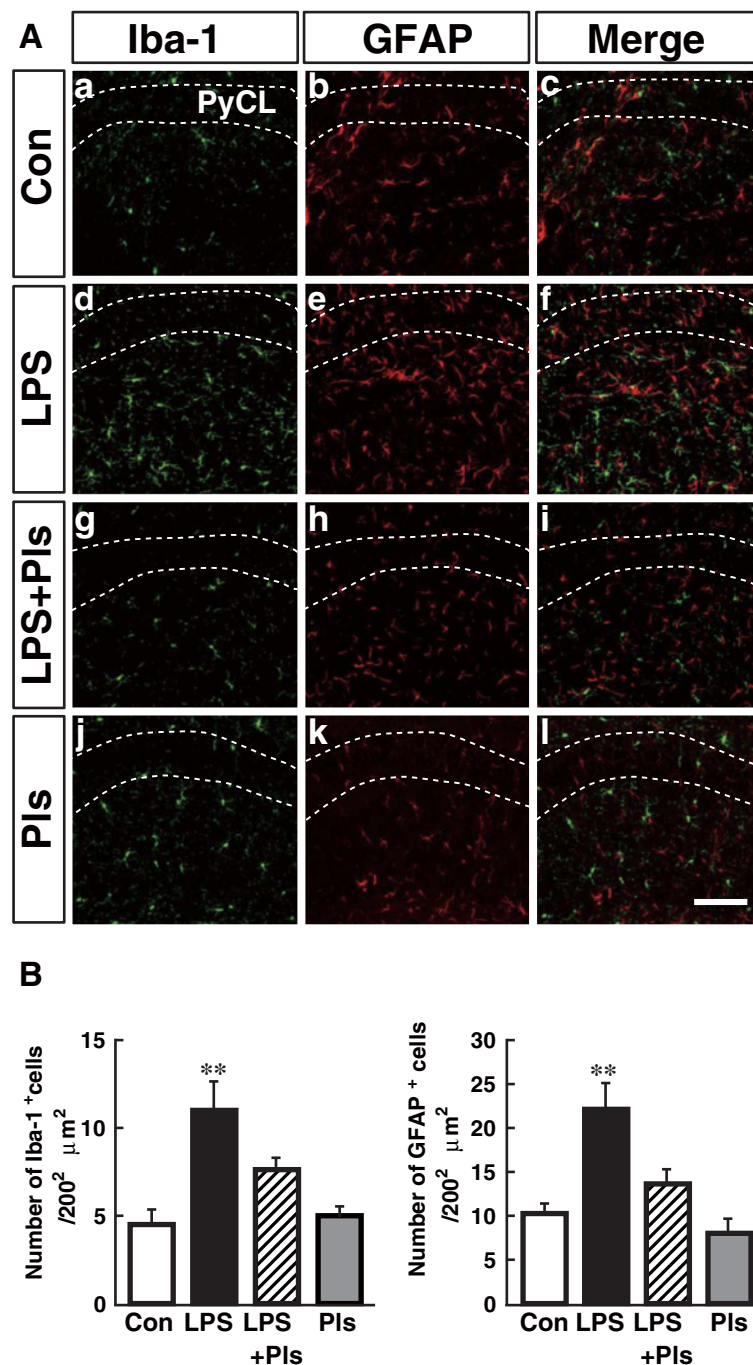 A
Iba-1 GFAP Merge
Con
a PyCL b c
LPS
d e f
LPS+Pls
g h i
Pls
j k l
B
Number of Iba-1 +cells
/200² μm²
15
10
5
0
**
Con LPS LPS Pls
+Pls
Number of GFAP + cells
/200² μm²
30
25
20
15
10
5
0
**
Con LPS LPS Pls
+Pls